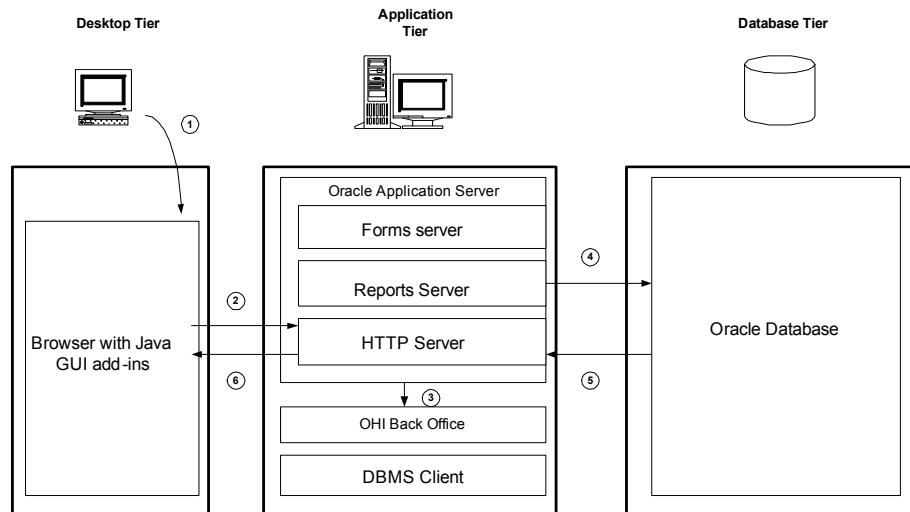 Desktop Tier
Application
Tier
Database Tier
1
Oracle Application Server
Forms server
4
Reports Server
2
Browser with Java
GUI add-ins
HTTP Server
Oracle Database
6
5
3
OHI Back Office
DBMS Client